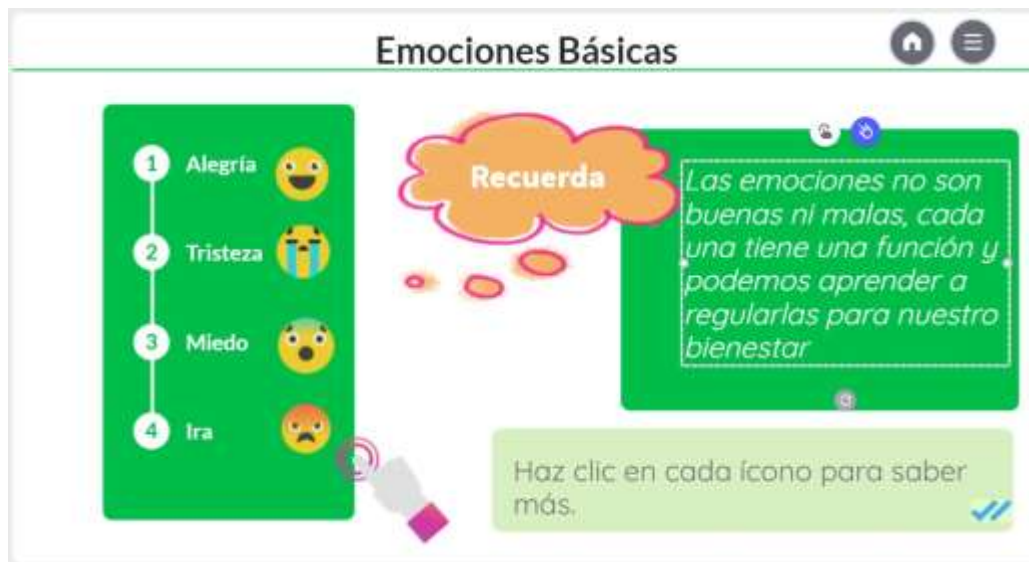 Emociones Básicas
1 Alegría
2 Tristeza
3 Miedo
4 Ira
Recuerda
Las emociones no son
buenas ni malas, cada
una tiene una función y
podemos aprender a
regularlas para nuestro
bienestar
Haz clic en cada ícono para saber
más.